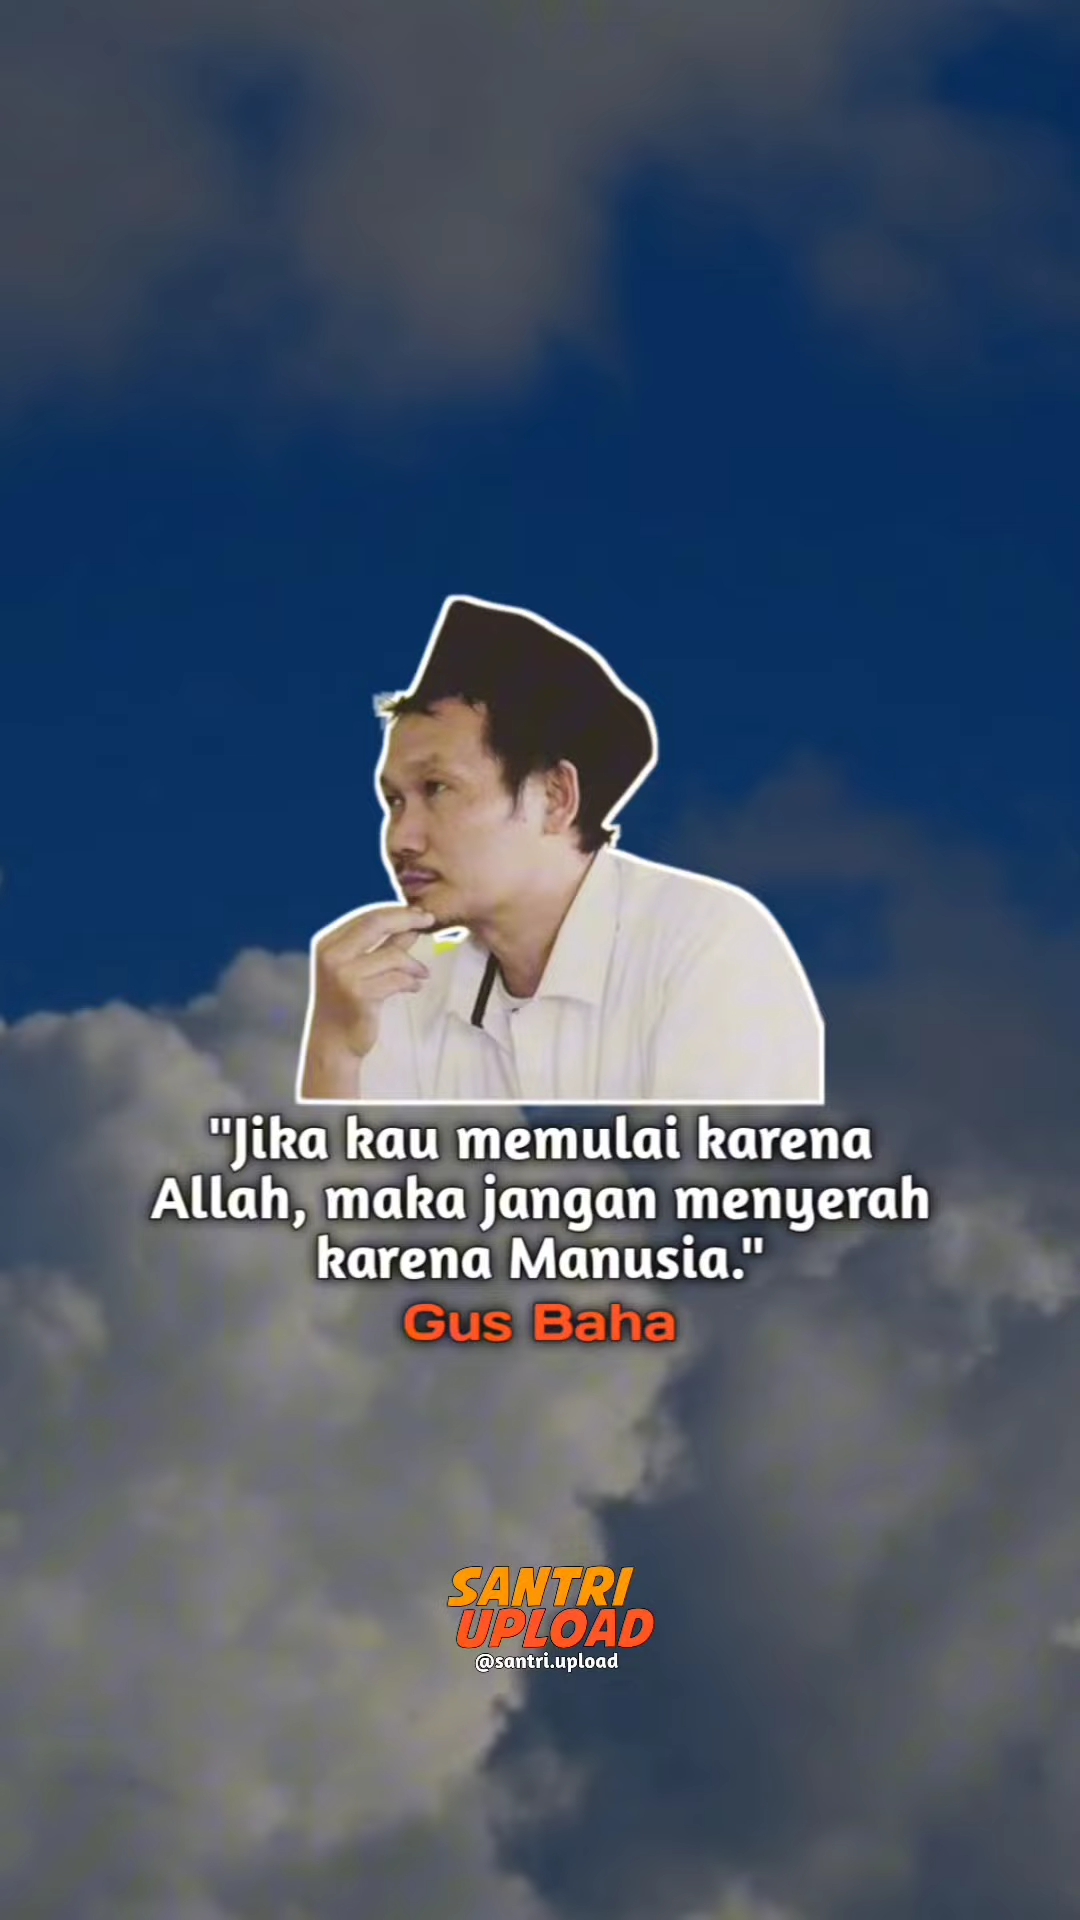 "Jika kau memulai karena
Allah, maka jangan menyerah
karena Manusia."
Gus Baha
SANTRI
UPLOAD
@santri.upload